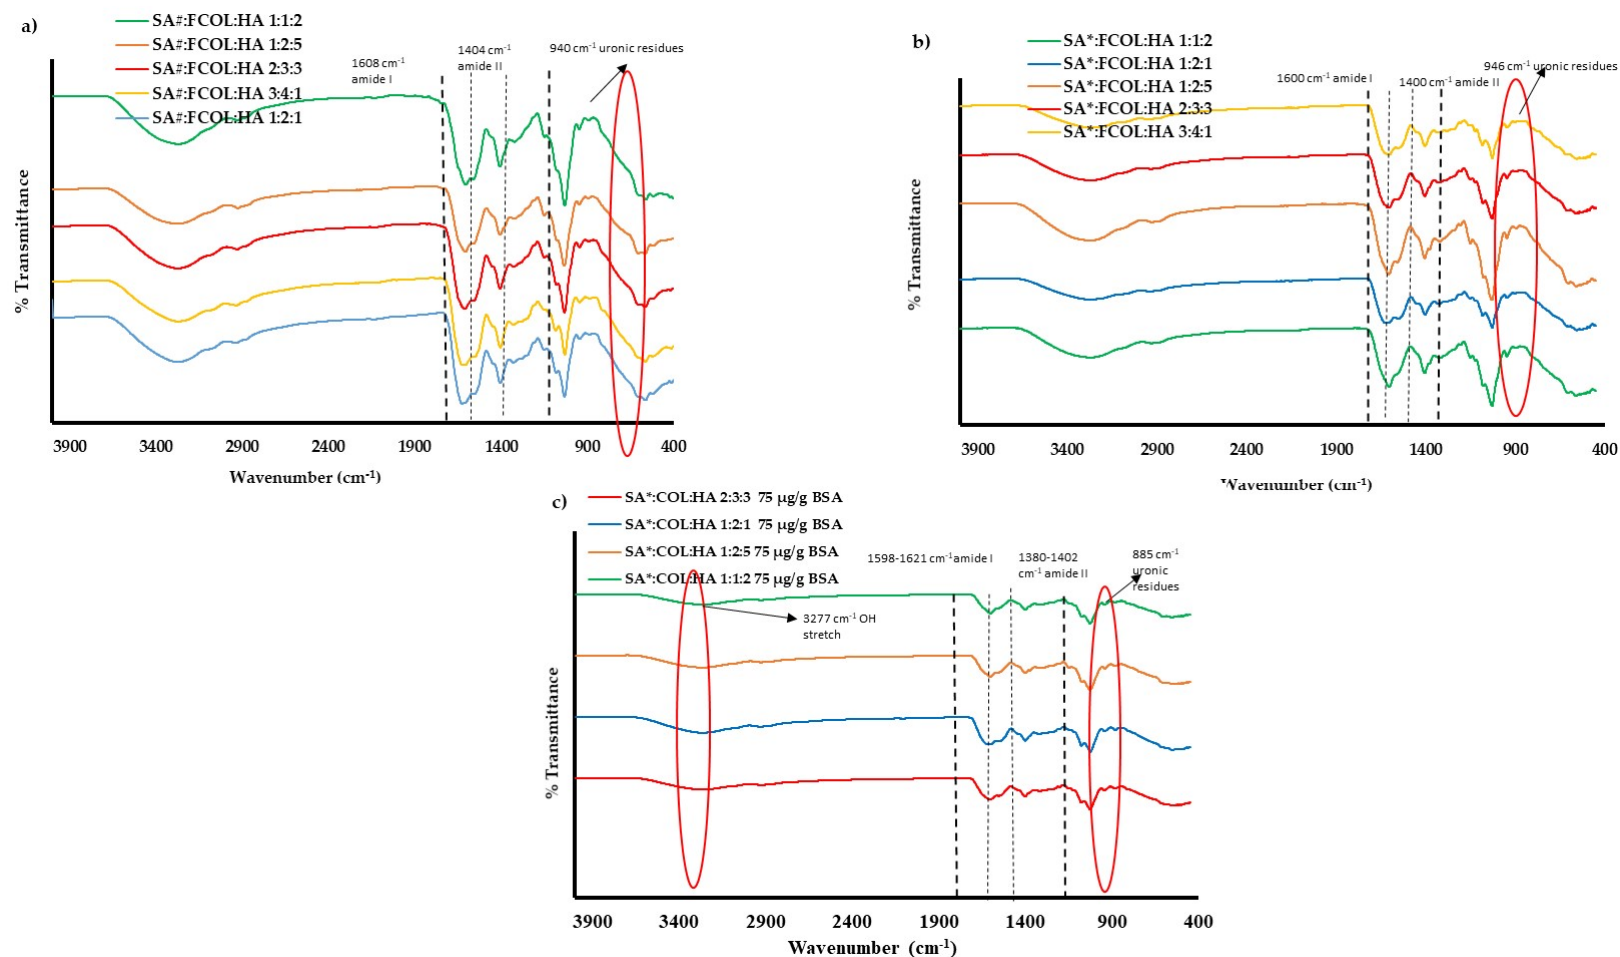 a)
SA#:FCOL:HA 1:1:2
SA#:FCOL:HA 1:2:5
SA#:FCOL:HA 2:3:3
SA#:FCOL:HA 3:4:1
SA#:FCOL:HA 1:2:1
1608 cm-1
amide I
1404 cm-1
amide II
940 cm-1 uronic residues
% Transmittance
3900 3400 2900 2400 1900 1400 900 400
Wavenumber (cm-1)
b)
SA*:FCOL:HA 1:1:2
SA*:FCOL:HA 1:2:1
SA*:FCOL:HA 1:2:5
SA*:FCOL:HA 2:3:3
SA*:FCOL:HA 3:4:1
1600 cm-1 amide I
1400 cm-1 amide II
946 cm-1 uronic residues
% Transmittance
3900 3400 2900 2400 1900 1400 900 400
Wavenumber (cm-1)
c)
SA*:COL:HA 2:3:3 75 µg/g BSA
SA*:COL:HA 1:2:1 75 µg/g BSA
SA*:COL:HA 1:2:5 75 µg/g BSA
SA*:COL:HA 1:1:2 75 µg/g BSA
1598-1621 cm-1 amide I
1380-1402
cm-1 amide II
885 cm-1
uronic
residues
3277 cm-1 OH
stretch
% Transmittance
3900 3400 2900 2400 1900 1400 900 400
Wavenumber (cm-1)